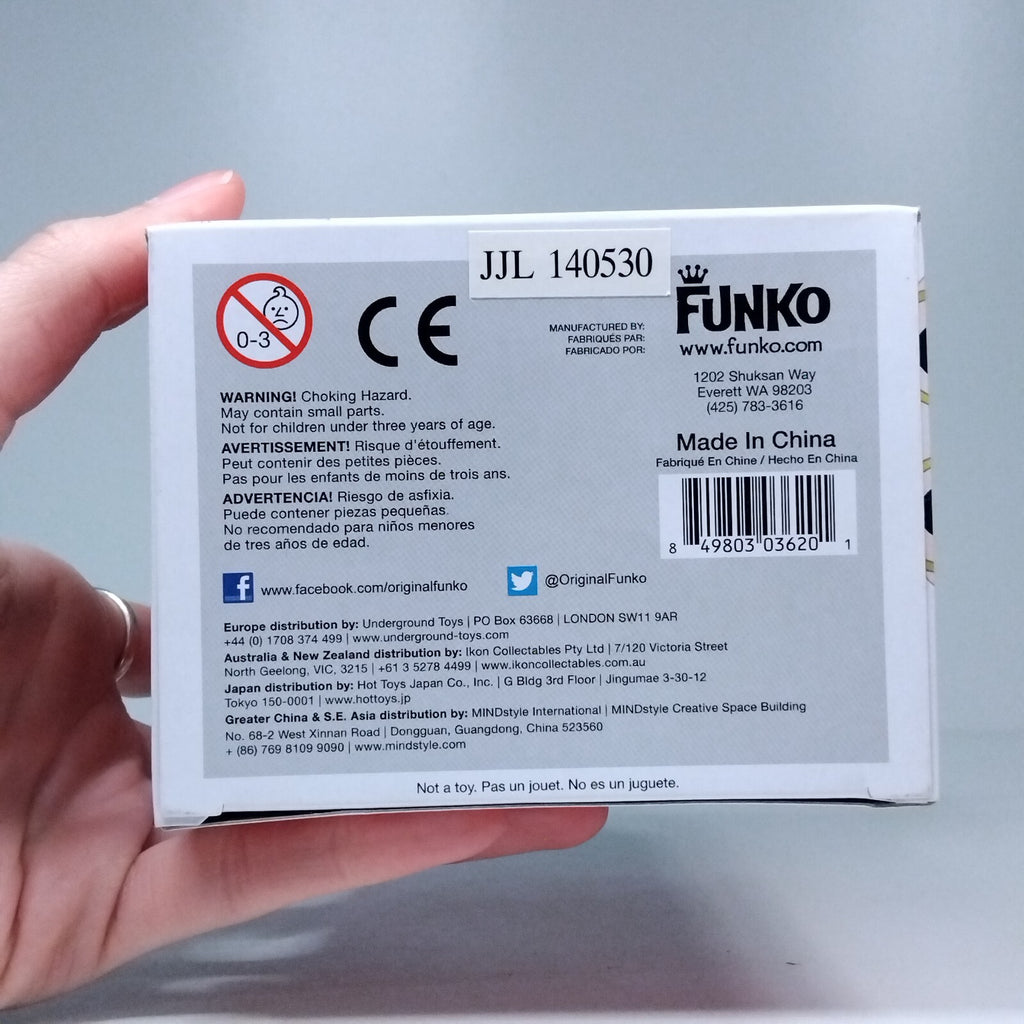 JJL 140530
0-3
CE
MANUFACTURED BY:
FABRIQUÉS PAR:
FABRICADO POR:
FUNKO
www.funko.com
1202 Shuksan Way
Everett WA 98203
(425) 783-3616
Made In China
Fabriqué En Chine / Hecho En China
8 49803 03620 1
WARNING! Choking Hazard.
May contain small parts.
Not for children under three years of age.
AVERTISSEMENT! Risque d'étouffement.
Peut contenir des petites pièces.
Pas pour les enfants de moins de trois ans.
ADVERTENCIA! Riesgo de asfixia.
Puede contener piezas pequeñas.
No recomendado para niños menores
de tres años de edad.
f www.facebook.com/originalfunko
@OriginalFunko
Europe distribution by: Underground Toys | PO Box 63668 | LONDON SW11 9AR
+44 (0) 1708 374 499 | www.underground-toys.com
Australia & New Zealand distribution by: Ikon Collectables Pty Ltd | 7/120 Victoria Street
North Geelong, VIC, 3215 | +61 3 5278 4499 | www.ikoncollectables.com.au
Japan distribution by: Hot Toys Japan Co., Inc. | G Bldg 3rd Floor | Jingumae 3-30-12
Tokyo 150-0001 | www.hottoys.jp
Greater China & S.E. Asia distribution by: MINDstyle International | MINDstyle Creative Space Building
No. 68-2 West Xinnan Road | Dongguan, Guangdong, China 523560
+ (86) 769 8109 9090 | www.mindstyle.com
Not a toy. Pas un jouet. No es un juguete.